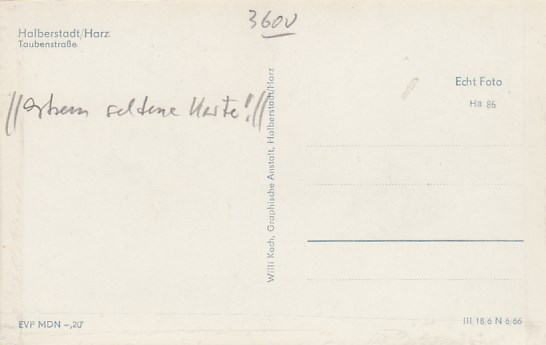 3600
Halberstadt/Harz
Taubenstraße
//Extrem seltene Karte!//
Willi Koch, Graphische Anstalt, Halberstadt/Harz
Echt Foto
Ha 86
EVP MDN –,20
III 18 6 N 6/66